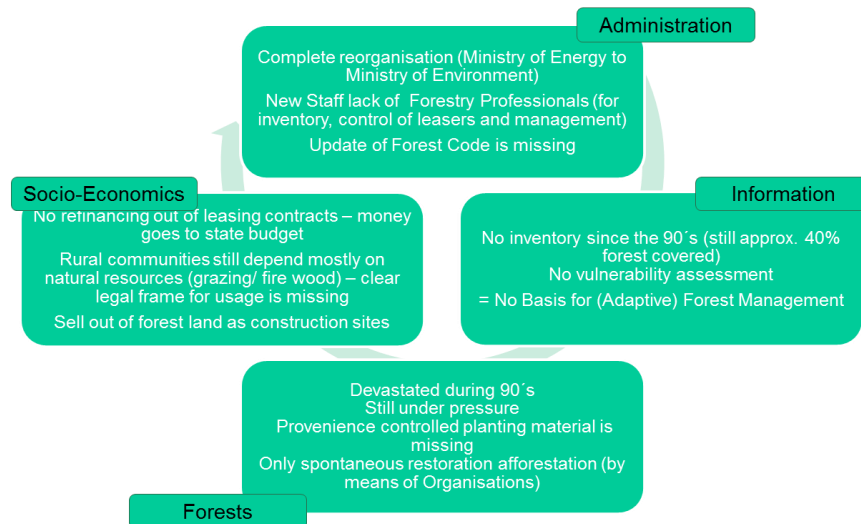 Administration
Complete reorganisation (Ministry of Energy to
Ministry of Environment)
New Staff lack of Forestry Professionals (for
inventory, control of leasers and management)
Update of Forest Code is missing
Socio-Economics
No refinancing out of leasing contracts – money
goes to state budget
Rural communities still depend mostly on
natural resources (grazing/ fire wood) – clear
legal frame for usage is missing
Sell out of forest land as construction sites
Information
No inventory since the 90´s (still approx. 40%
forest covered)
No vulnerability assessment
= No Basis for (Adaptive) Forest Management
Devastated during 90´s
Still under pressure
Provenience controlled planting material is
missing
Only spontaneous restoration afforestation (by
means of Organisations)
Forests